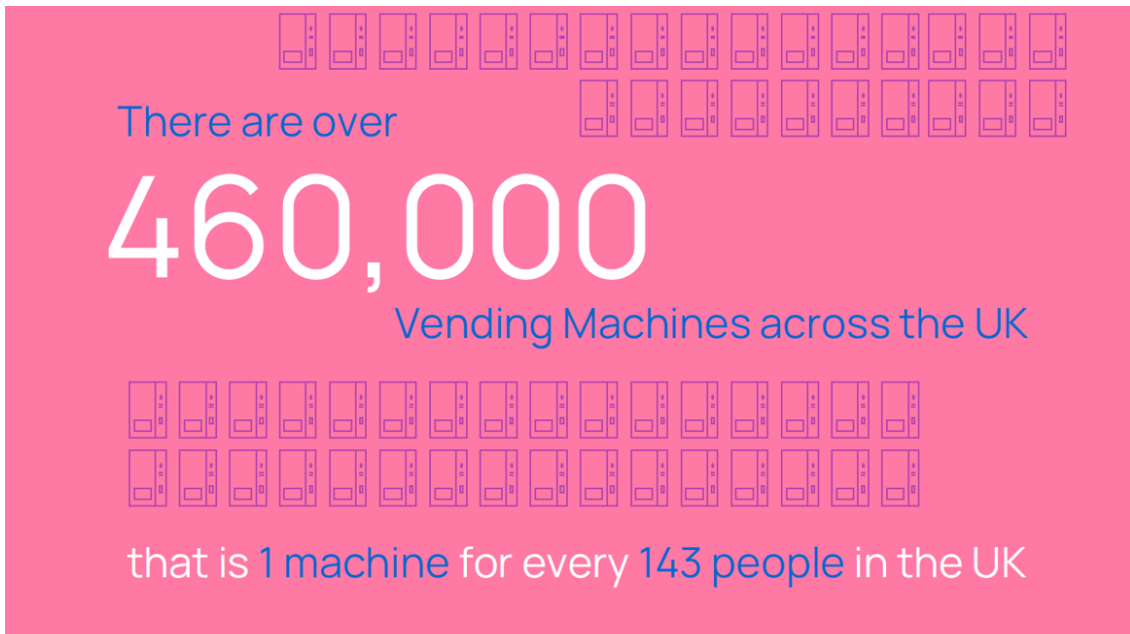 There are over
460,000
Vending Machines across the UK
that is 1 machine for every 143 people in the UK